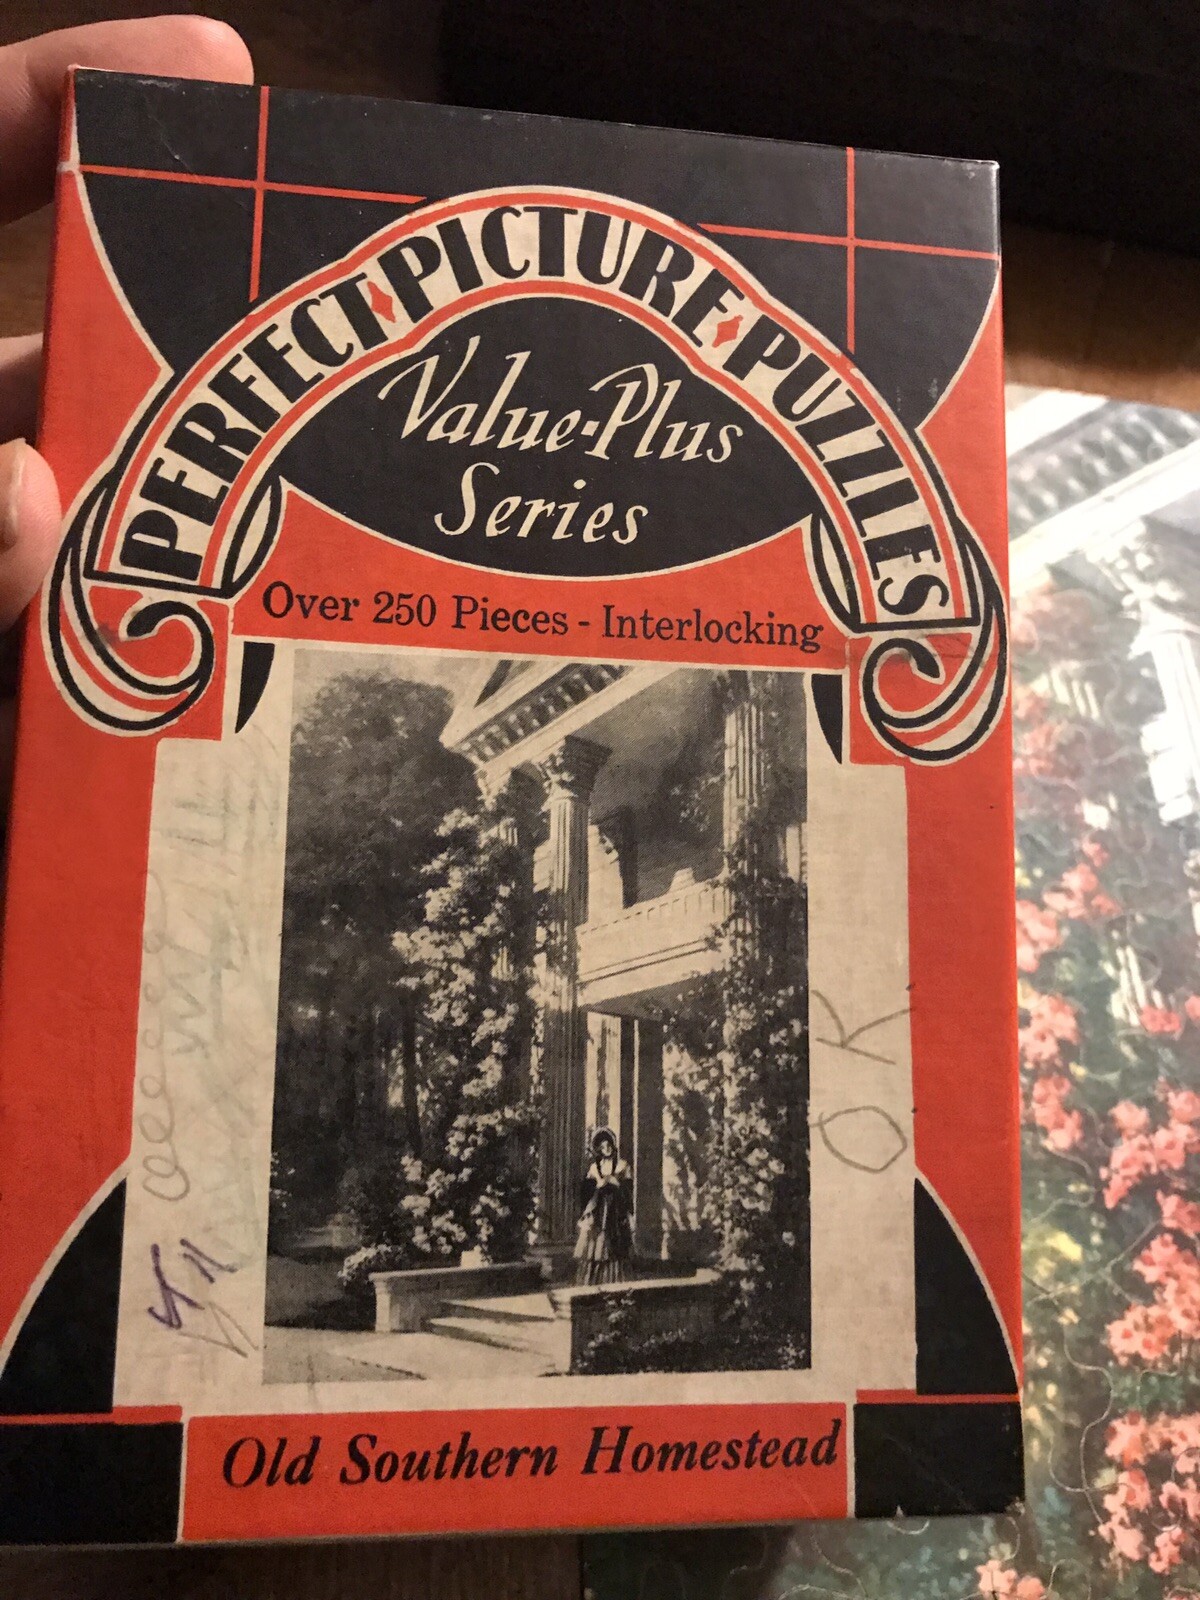 PERFECT PICTURE PUZZLES
Value-Plus
Series
Over 250 Pieces - Interlocking
OK.
Old Southern Homestead